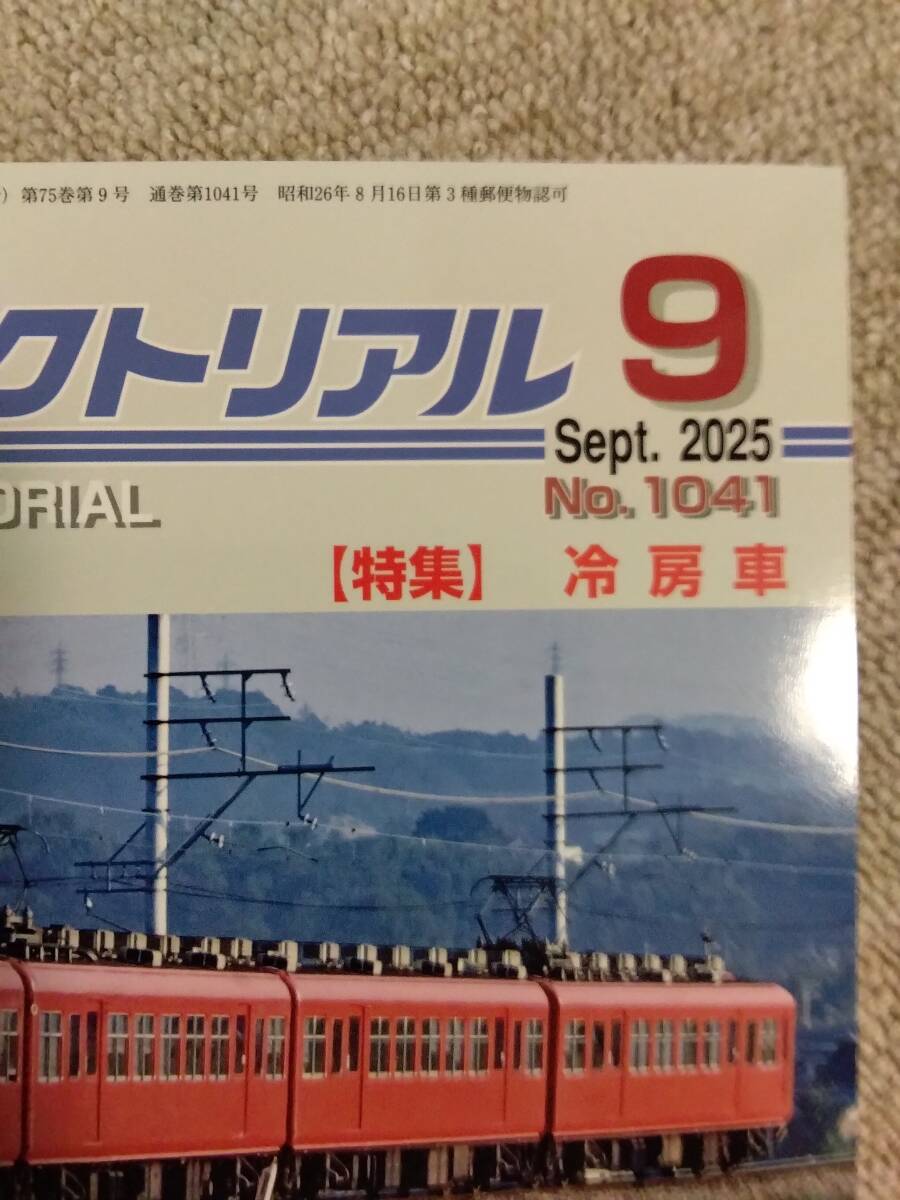 第75巻第9号 通巻第1041号 昭和26年8月16日第3種郵便物認可
クトリアル 9
Sept. 2025
ORIAL No.1041
【特集】 冷房車